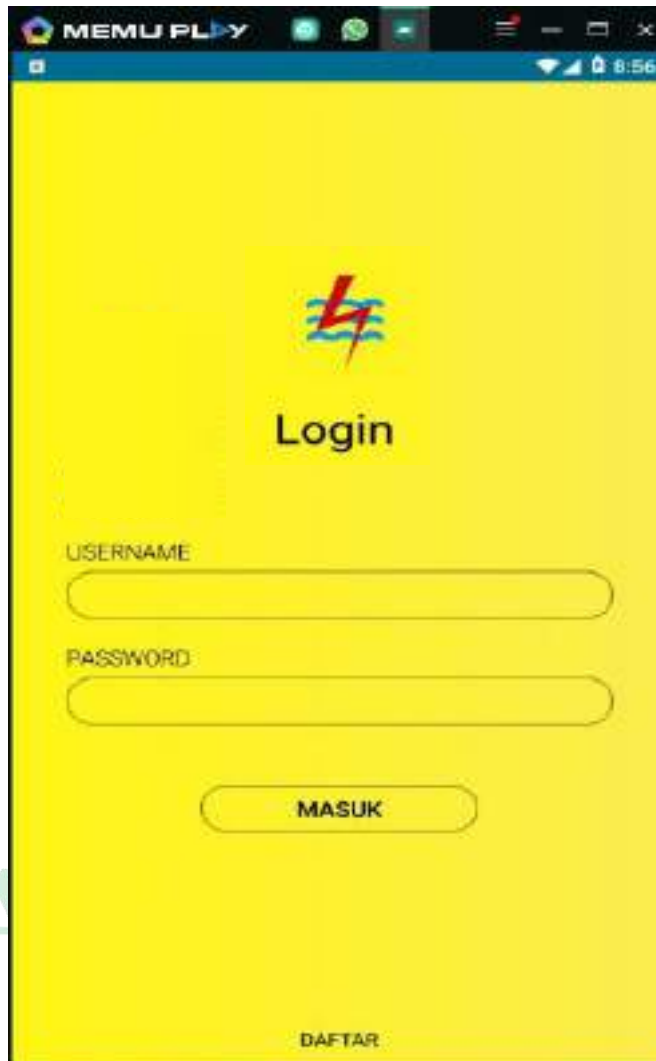 MEMU PLAY
8:56
Login
USERNAME
PASSWORD
MASUK
DAFTAR